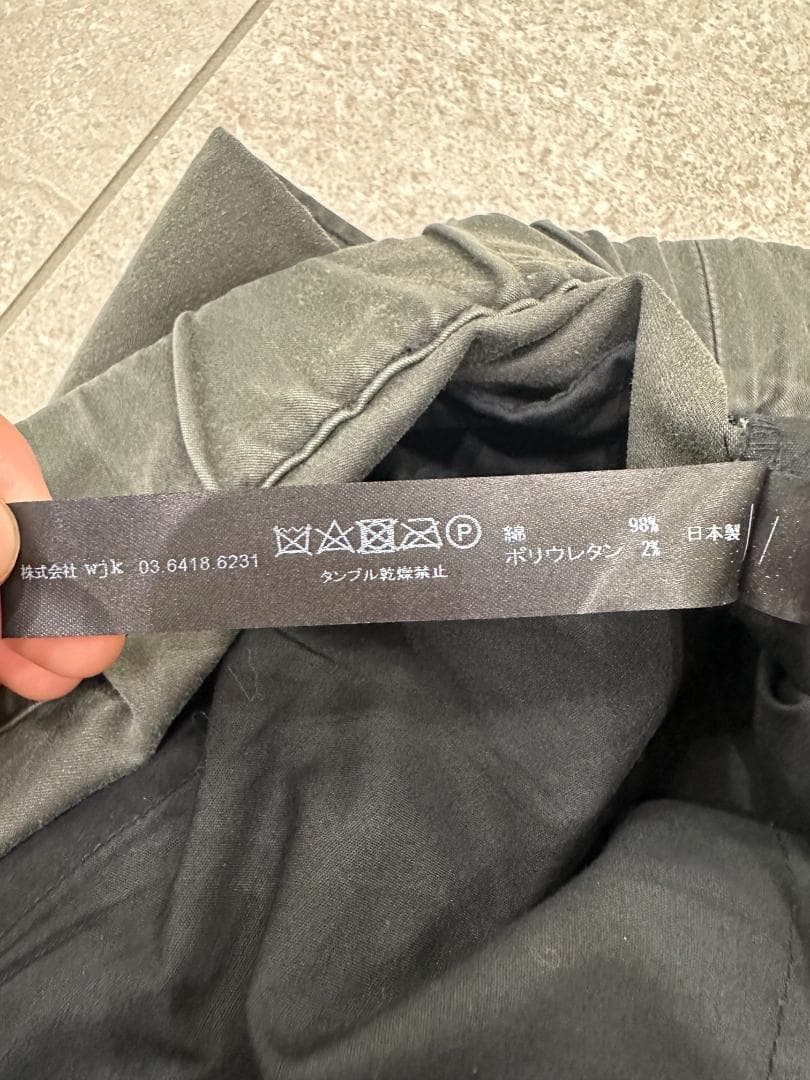 株式会社 wjk 03.6418.6231
P
タンブル乾燥禁止
綿 98%
ポリウレタン 2%
日本製